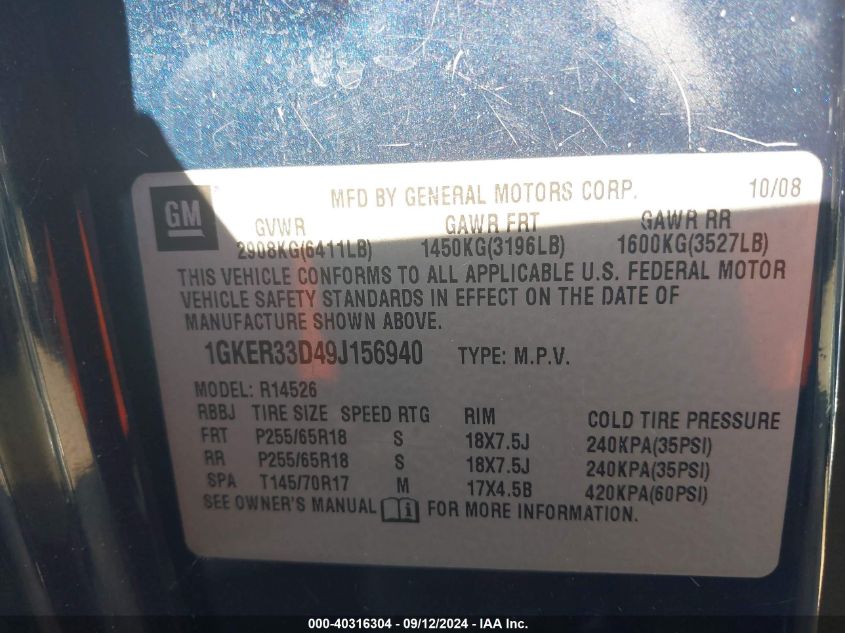 GM
MFD BY GENERAL MOTORS CORP. 10/08
GVWR GAWR FRT GAWR RR
2908KG(6411LB) 1450KG(3196LB) 1600KG(3527LB)
THIS VEHICLE CONFORMS TO ALL APPLICABLE U.S. FEDERAL MOTOR
VEHICLE SAFETY STANDARDS IN EFFECT ON THE DATE OF
MANUFACTURE SHOWN ABOVE.
1GKER33D49J156940 TYPE: M.P.V.
MODEL: R14526
RBBJ TIRE SIZE SPEED RTG RIM COLD TIRE PRESSURE
FRT P255/65R18 S 18X7.5J 240KPA(35PSI)
RR P255/65R18 S 18X7.5J 240KPA(35PSI)
SPA T145/70R17 M 17X4.5B 420KPA(60PSI)
SEE OWNER'S MANUAL FOR MORE INFORMATION.
000-40316304 - 09/12/2024 - IAA Inc.